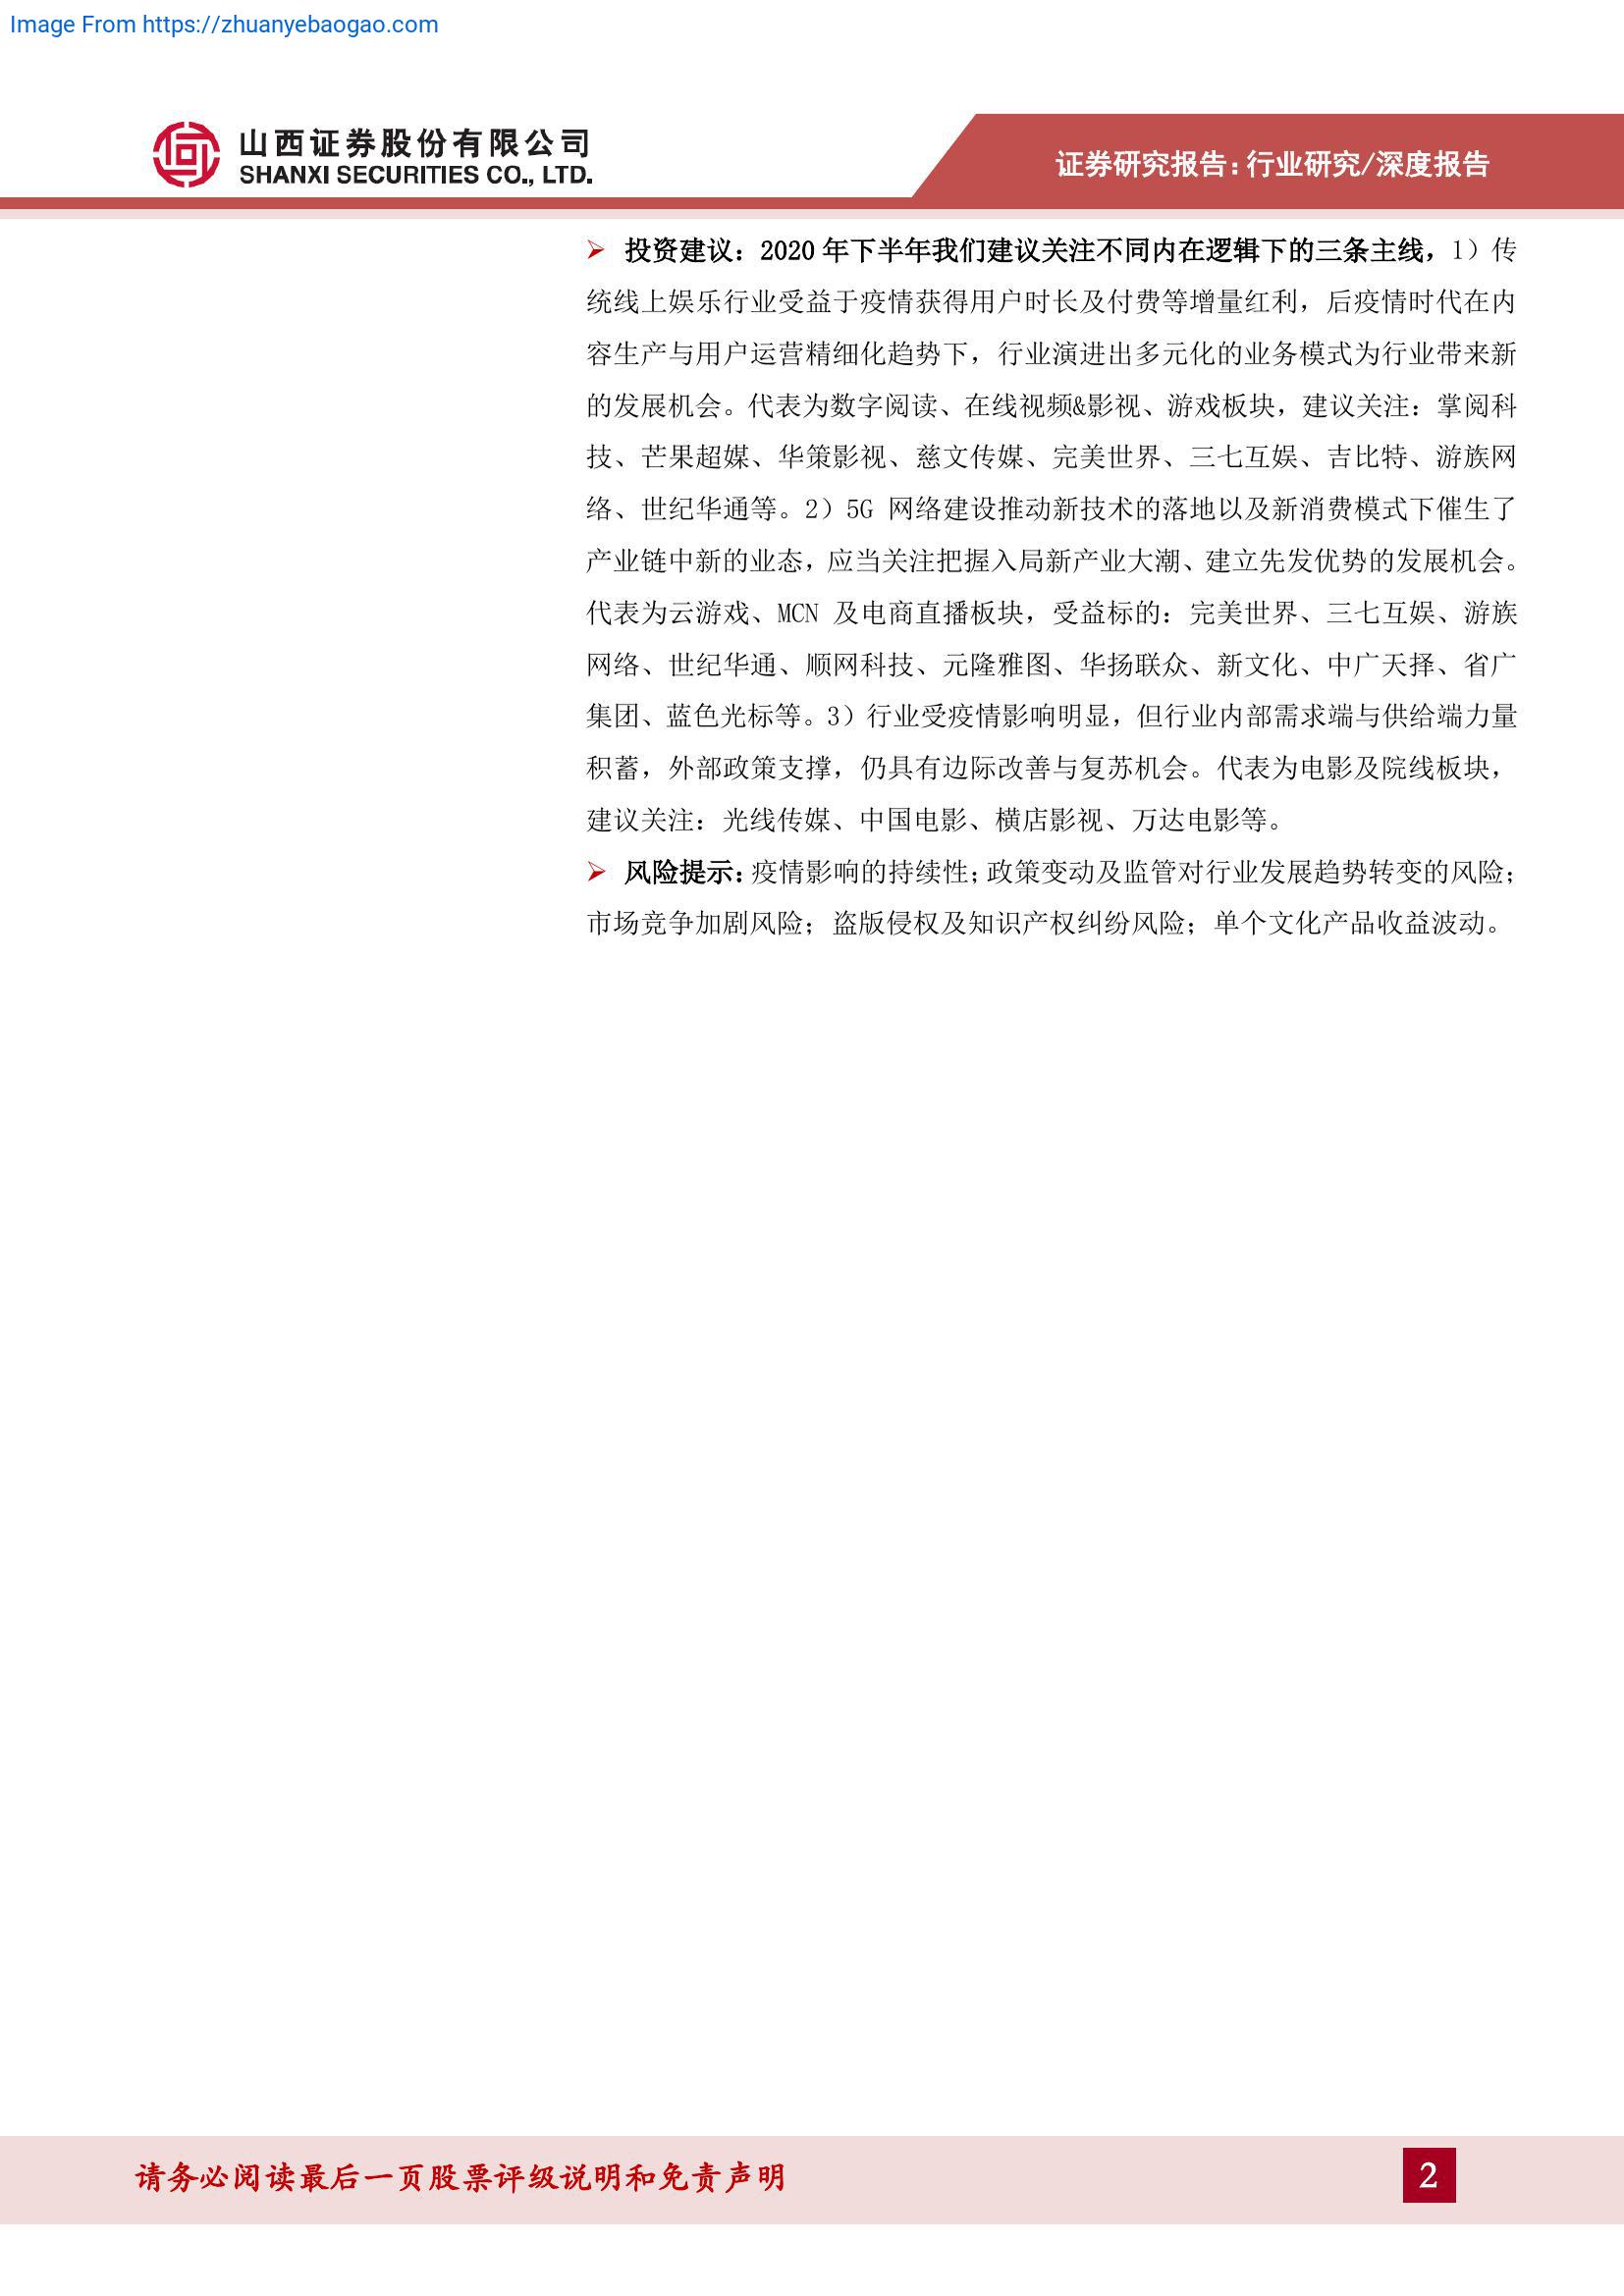 Image From https://zhuanyebaogao.com
山西证券股份有限公司
SHANXI SECURITIES CO., LTD.
证券研究报告：行业研究/深度报告
投资建议：2020 年下半年我们建议关注不同内在逻辑下的三条主线，1）传
统线上娱乐行业受益于疫情获得用户时长及付费等增量红利，后疫情时代在内
容生产与用户运营精细化趋势下，行业演进出多元化的业务模式为行业带来新
的发展机会。代表为数字阅读、在线视频&影视、游戏板块，建议关注：掌阅科
技、芒果超媒、华策影视、慈文传媒、完美世界、三七互娱、吉比特、游族网
络、世纪华通等。2）5G 网络建设推动新技术的落地以及新消费模式下催生了
产业链中新的业态，应当关注把握入局新产业大潮、建立先发优势的发展机会。
代表为云游戏、MCN 及电商直播板块，受益标的：完美世界、三七互娱、游族
网络、世纪华通、顺网科技、元隆雅图、华扬联众、新文化、中广天择、省广
集团、蓝色光标等。3）行业受疫情影响明显，但行业内部需求端与供给端力量
积蓄，外部政策支撑，仍具有边际改善与复苏机会。代表为电影及院线板块，
建议关注：光线传媒、中国电影、横店影视、万达电影等。
风险提示：疫情影响的持续性；政策变动及监管对行业发展趋势转变的风险；
市场竞争加剧风险；盗版侵权及知识产权纠纷风险；单个文化产品收益波动。
请务必阅读最后一页股票评级说明和免责声明
2